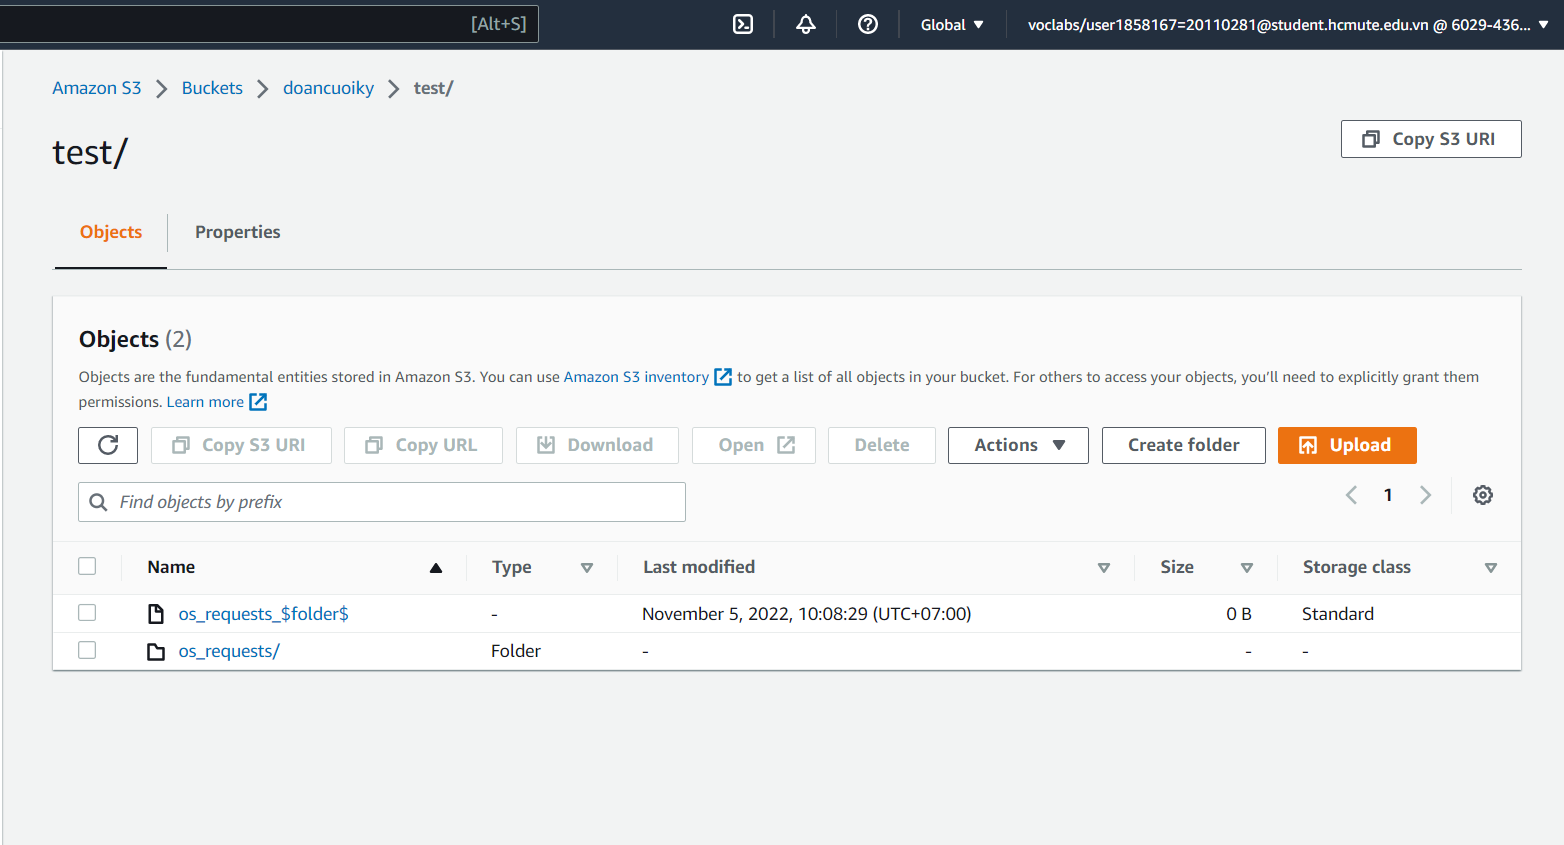 [Alt+S] Global voclabs/user1858167=20110281@student.hcmute.edu.vn @ 6029-436...
Amazon S3 Buckets doancuoiky test/
test/
Copy S3 URI
Objects Properties
Objects (2)
Objects are the fundamental entities stored in Amazon S3. You can use Amazon S3 inventory to get a list of all objects in your bucket. For others to access your objects, you'll need to explicitly grant them
permissions. Learn more
Copy S3 URI Copy URL Download Open Delete Actions Create folder Upload
Find objects by prefix 1
Name Type Last modified Size Storage class
os_requests_$folder$ - November 5, 2022, 10:08:29 (UTC+07:00) 0 B Standard
os_requests/ Folder - - -